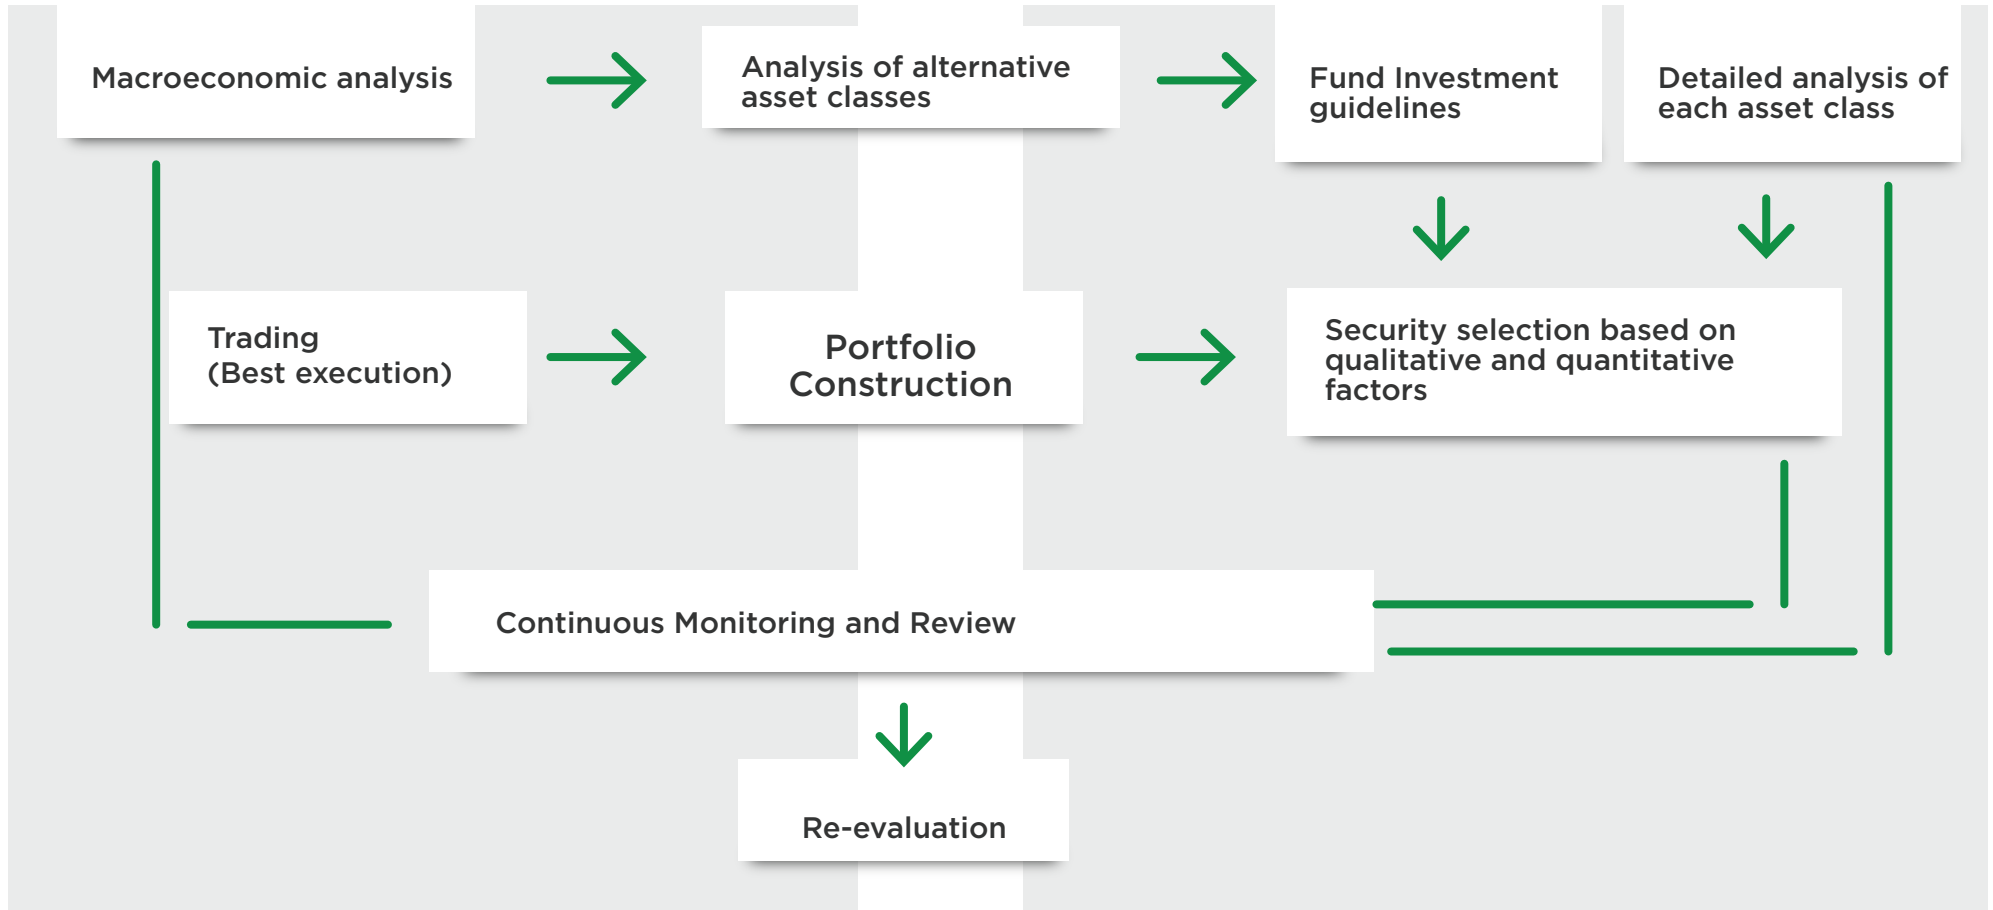 Macroeconomic analysis
Analysis of alternative
asset classes
Fund Investment
guidelines
Detailed analysis of
each asset class
Trading
(Best execution)
Portfolio
Construction
Security selection based on
qualitative and quantitative
factors
Continuous Monitoring and Review
Re-evaluation